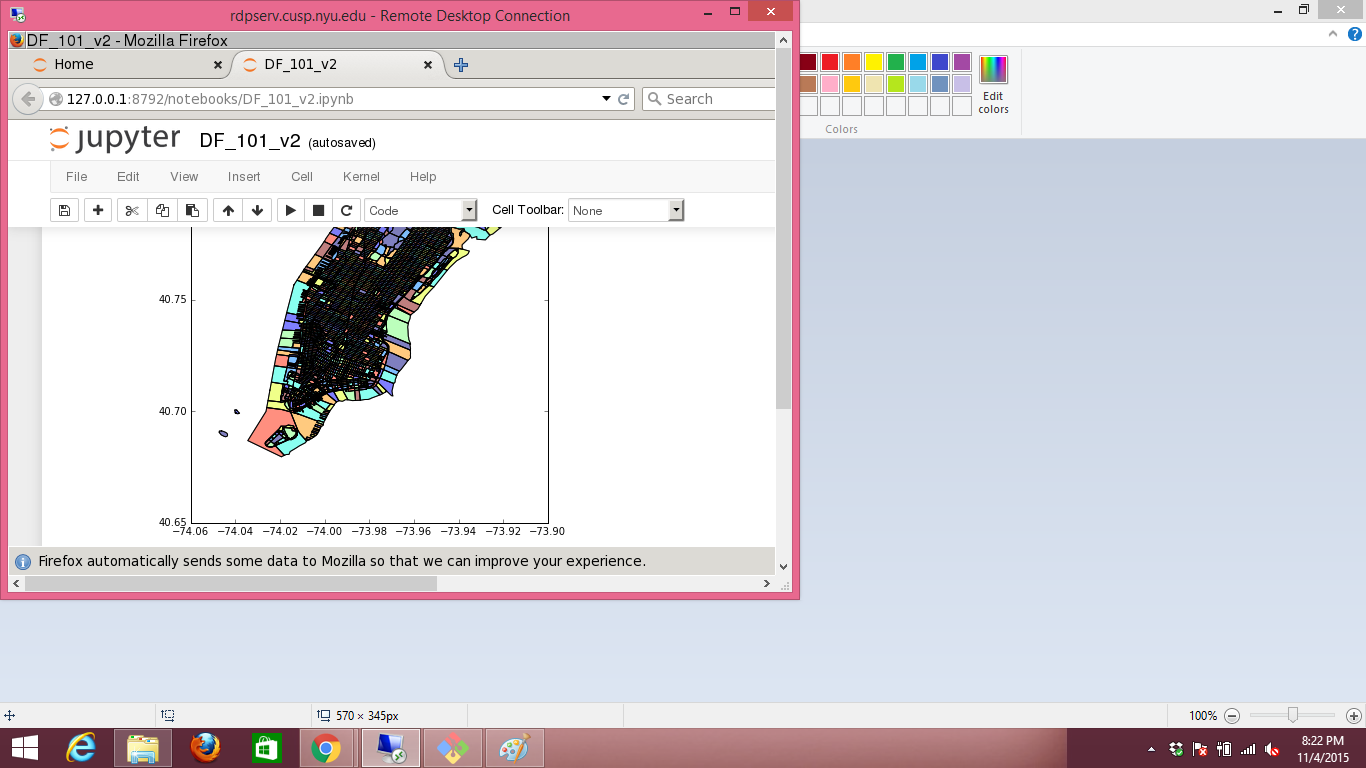 rdpserv.cusp.nyu.edu - Remote Desktop Connection
DF_101_v2 - Mozilla Firefox
Home
DF_101_v2
127.0.0.1:8792/notebooks/DF_101_v2.ipynb
Search
Edit colors
Colors
jupyter DF_101_v2 (autosaved)
File Edit View Insert Cell Kernel Help
Code Cell Toolbar: None
40.75
40.70
40.65
−74.06 −74.04 −74.02 −74.00 −73.98 −73.96 −73.94 −73.92 −73.90
Firefox automatically sends some data to Mozilla so that we can improve your experience.
570 × 345px
100%
8:22 PM
11/4/2015